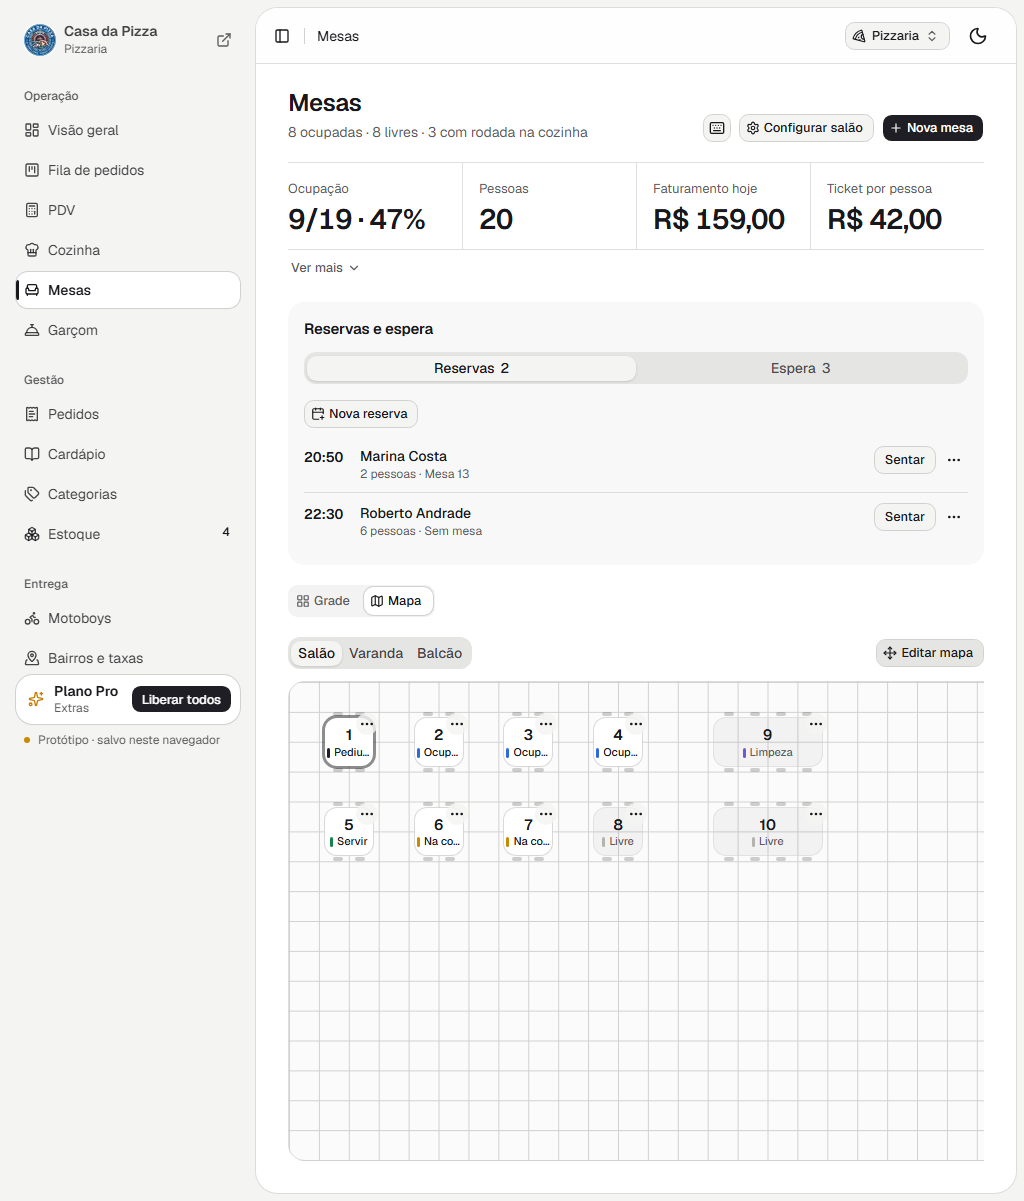 Casa da Pizza
Pizzaria
Operação
Visão geral
Fila de pedidos
PDV
Cozinha
Mesas
Garçom
Gestão
Pedidos
Cardápio
Categorias
Estoque 4
Entrega
Motoboys
Bairros e taxas
Plano Pro
Extras
Liberar todos
Protótipo · salvo neste navegador
Mesas
Pizzaria
Mesas
8 ocupadas · 8 livres · 3 com rodada na cozinha
Configurar salão
Nova mesa
Ocupação
9/19 · 47%
Pessoas
20
Faturamento hoje
R$ 159,00
Ticket por pessoa
R$ 42,00
Ver mais
Reservas e espera
Reservas 2
Espera 3
Nova reserva
20:50 Marina Costa
2 pessoas · Mesa 13
Sentar
22:30 Roberto Andrade
6 pessoas · Sem mesa
Sentar
Grade
Mapa
Salão
Varanda
Balcão
Editar mapa
1
Pediu...
2
Ocup...
3
Ocup...
4
Ocup...
9
Limpeza
5
Servir
6
Na co...
7
Na co...
8
Livre
10
Livre